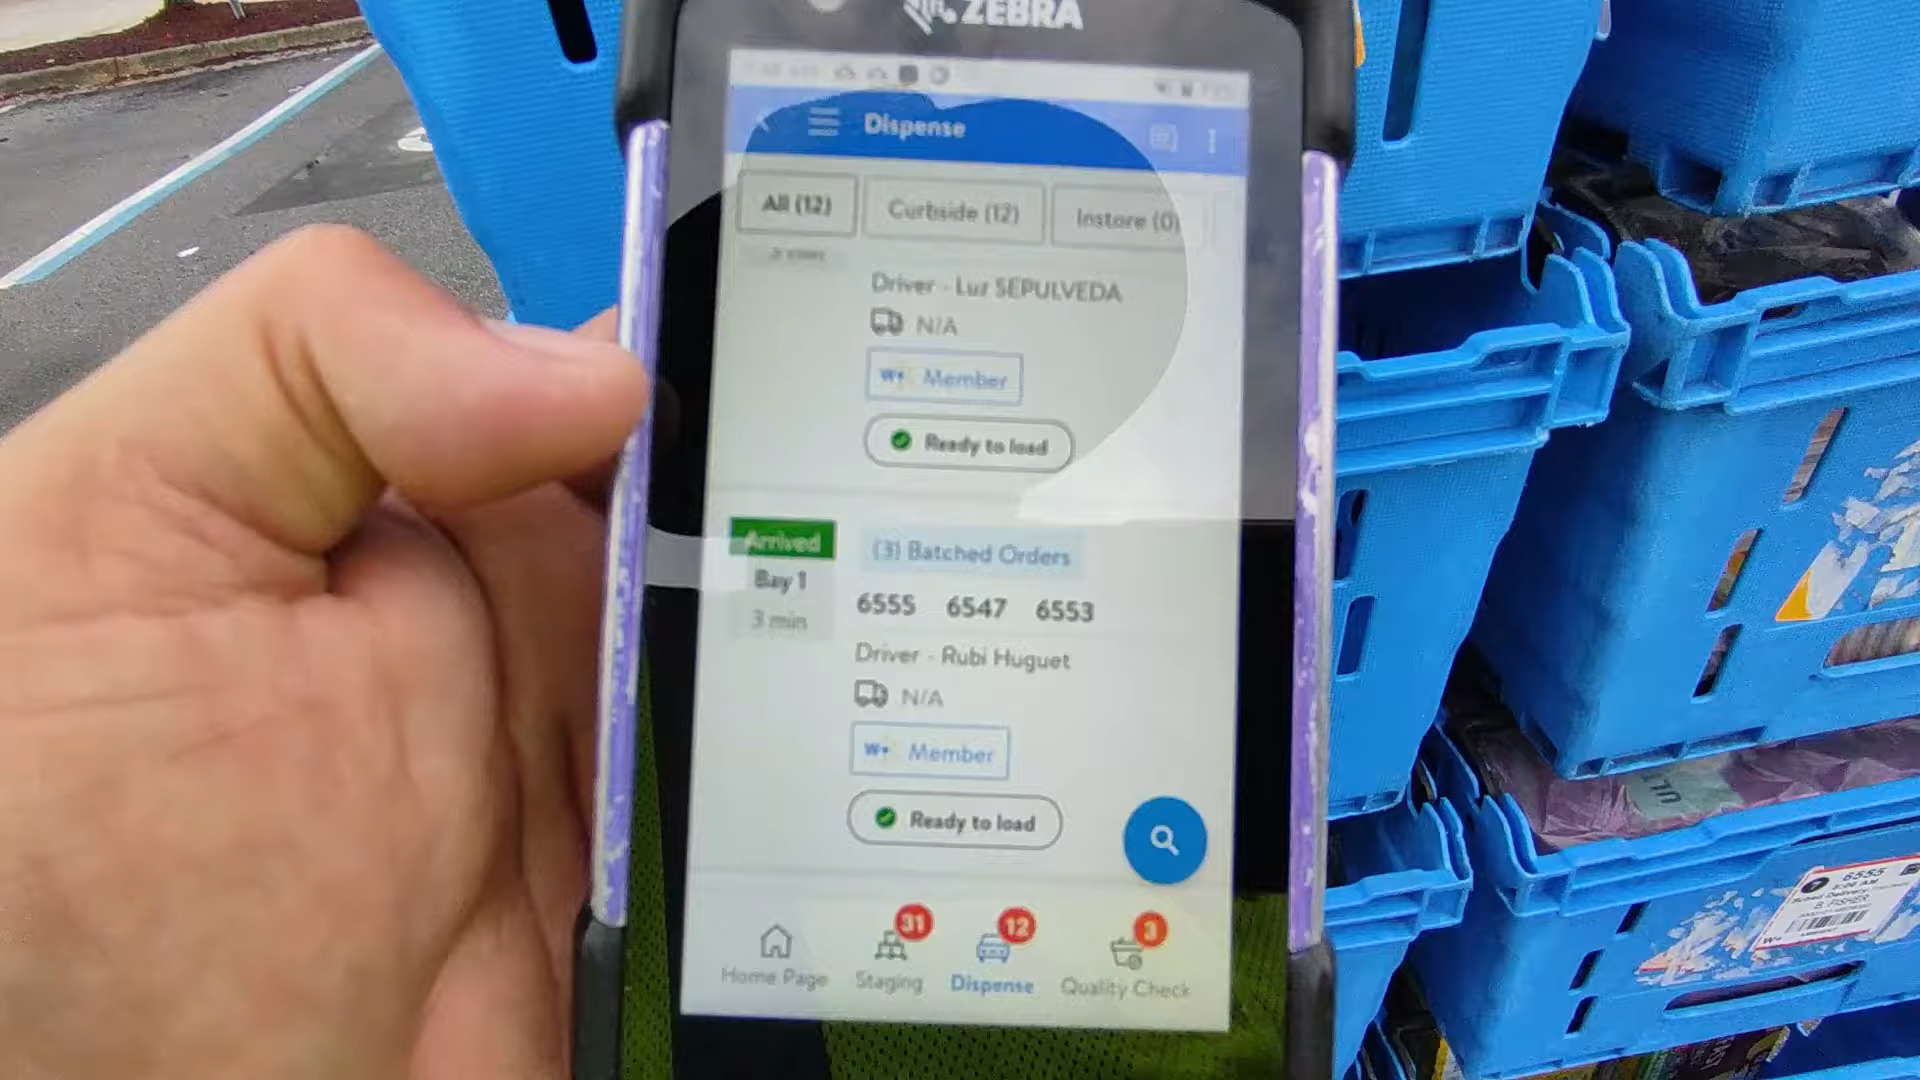 ZEBRA
Dispense
All (12) Curbside (12) Instore (0)
Driver - Luz SEPULVEDA
N/A
W+ Member
Ready to load
Arrived
Bay 1
3 min
(3) Batched Orders
6555 6547 6553
Driver - Rubi Huguet
N/A
W+ Member
Ready to load
31 12 3
Home Page Staging Dispense Quality Check
6555
B. FISHER
W+